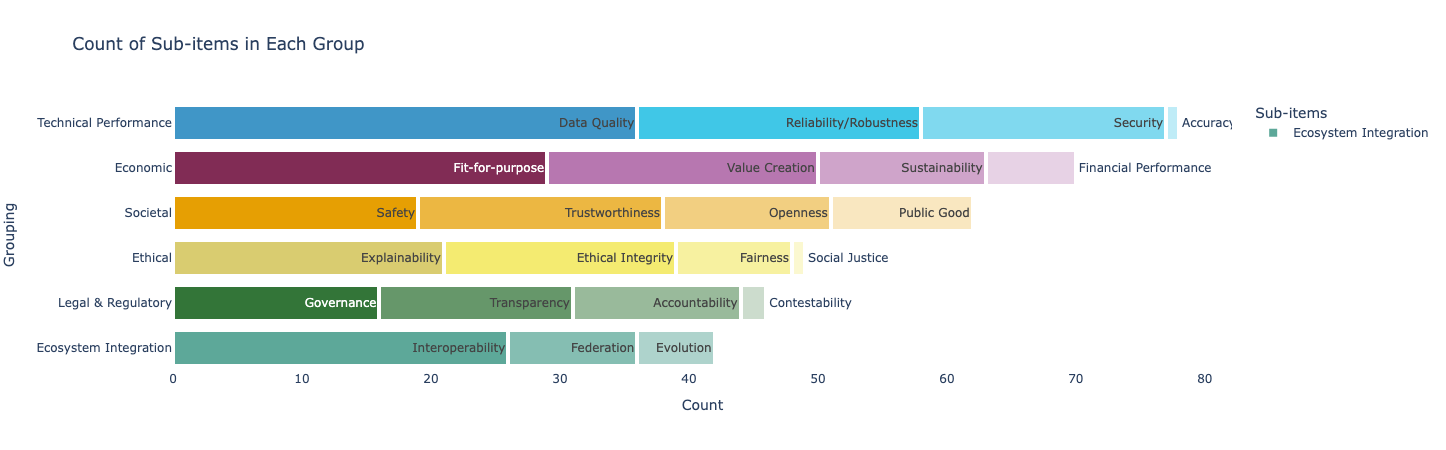 Count of Sub-items in Each Group
Sub-items
Ecosystem Integration
Grouping
Technical Performance
Data Quality
Reliability/Robustness
Security
Accuracy
Economic
Fit-for-purpose
Value Creation
Sustainability
Financial Performance
Societal
Safety
Trustworthiness
Openness
Public Good
Ethical
Explainability
Ethical Integrity
Fairness
Social Justice
Legal & Regulatory
Governance
Transparency
Accountability
Contestability
Ecosystem Integration
Interoperability
Federation
Evolution
0 10 20 30 40 50 60 70 80
Count